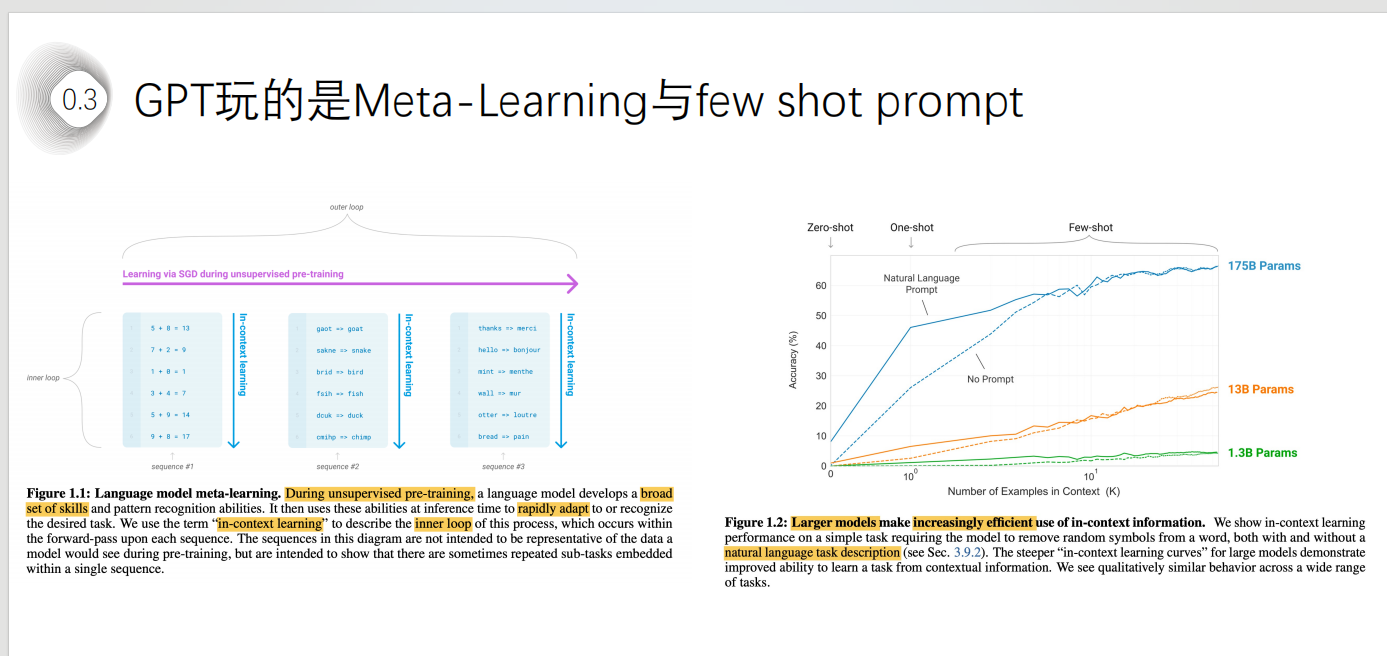 0.3
GPT玩的是Meta-Learning与few shot prompt
outer loop
Learning via SGD during unsupervised pre-training
inner loop
5 + 8 = 13
7 + 2 = 9
1 + 0 = 1
3 + 4 = 7
5 + 9 = 14
9 + 8 = 17
In-context learning
sequence #1
gaot => goat
sakne => snake
brid => bird
fsih => fish
dcuk => duck
cmihp => chimp
In-context learning
sequence #2
thanks => merci
hello => bonjour
mint => menthe
wall => mur
otter => loutre
bread => pain
In-context learning
sequence #3
Figure 1.1: Language model meta-learning. During unsupervised pre-training, a language model develops a broad
set of skills and pattern recognition abilities. It then uses these abilities at inference time to rapidly adapt to or recognize
the desired task. We use the term “in-context learning” to describe the inner loop of this process, which occurs within
the forward-pass upon each sequence. The sequences in this diagram are not intended to be representative of the data a
model would see during pre-training, but are intended to show that there are sometimes repeated sub-tasks embedded
within a single sequence.
Zero-shot One-shot Few-shot
175B Params
Natural Language
Prompt
No Prompt
13B Params
1.3B Params
Accuracy (%)
60
50
40
30
20
10
0
0 10⁰ 10¹
Number of Examples in Context (K)
Figure 1.2: Larger models make increasingly efficient use of in-context information. We show in-context learning
performance on a simple task requiring the model to remove random symbols from a word, both with and without a
natural language task description (see Sec. 3.9.2). The steeper “in-context learning curves” for large models demonstrate
improved ability to learn a task from contextual information. We see qualitatively similar behavior across a wide range
of tasks.